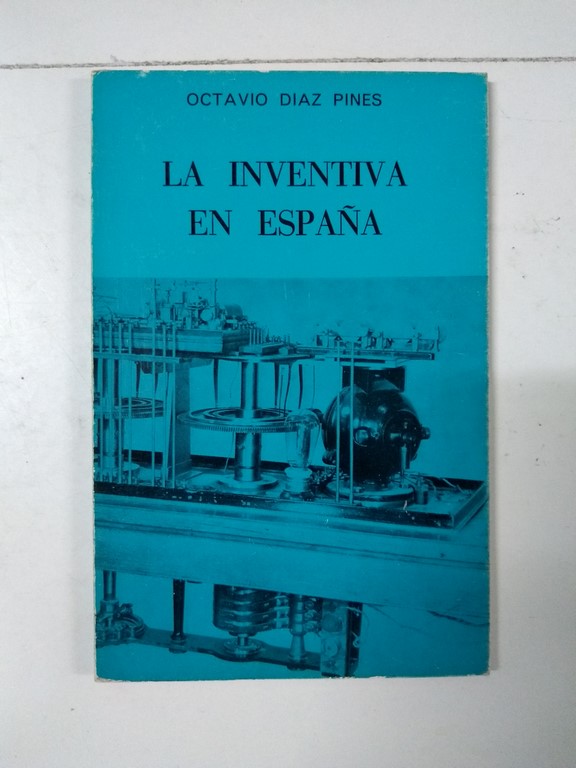 OCTAVIO DIAZ PINES
LA INVENTIVA
EN ESPAÑA